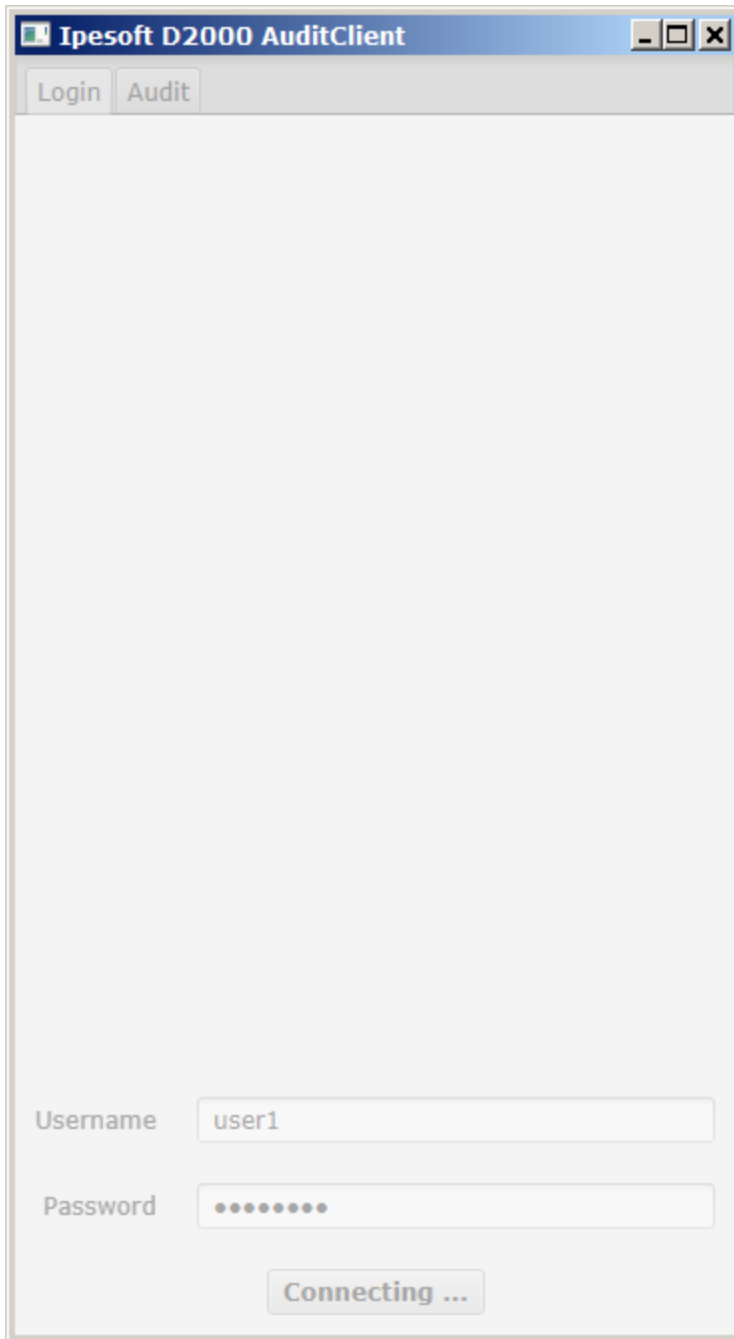 Ipesoft D2000 AuditClient
Login Audit
Username user1
Password ••••••••
Connecting ...